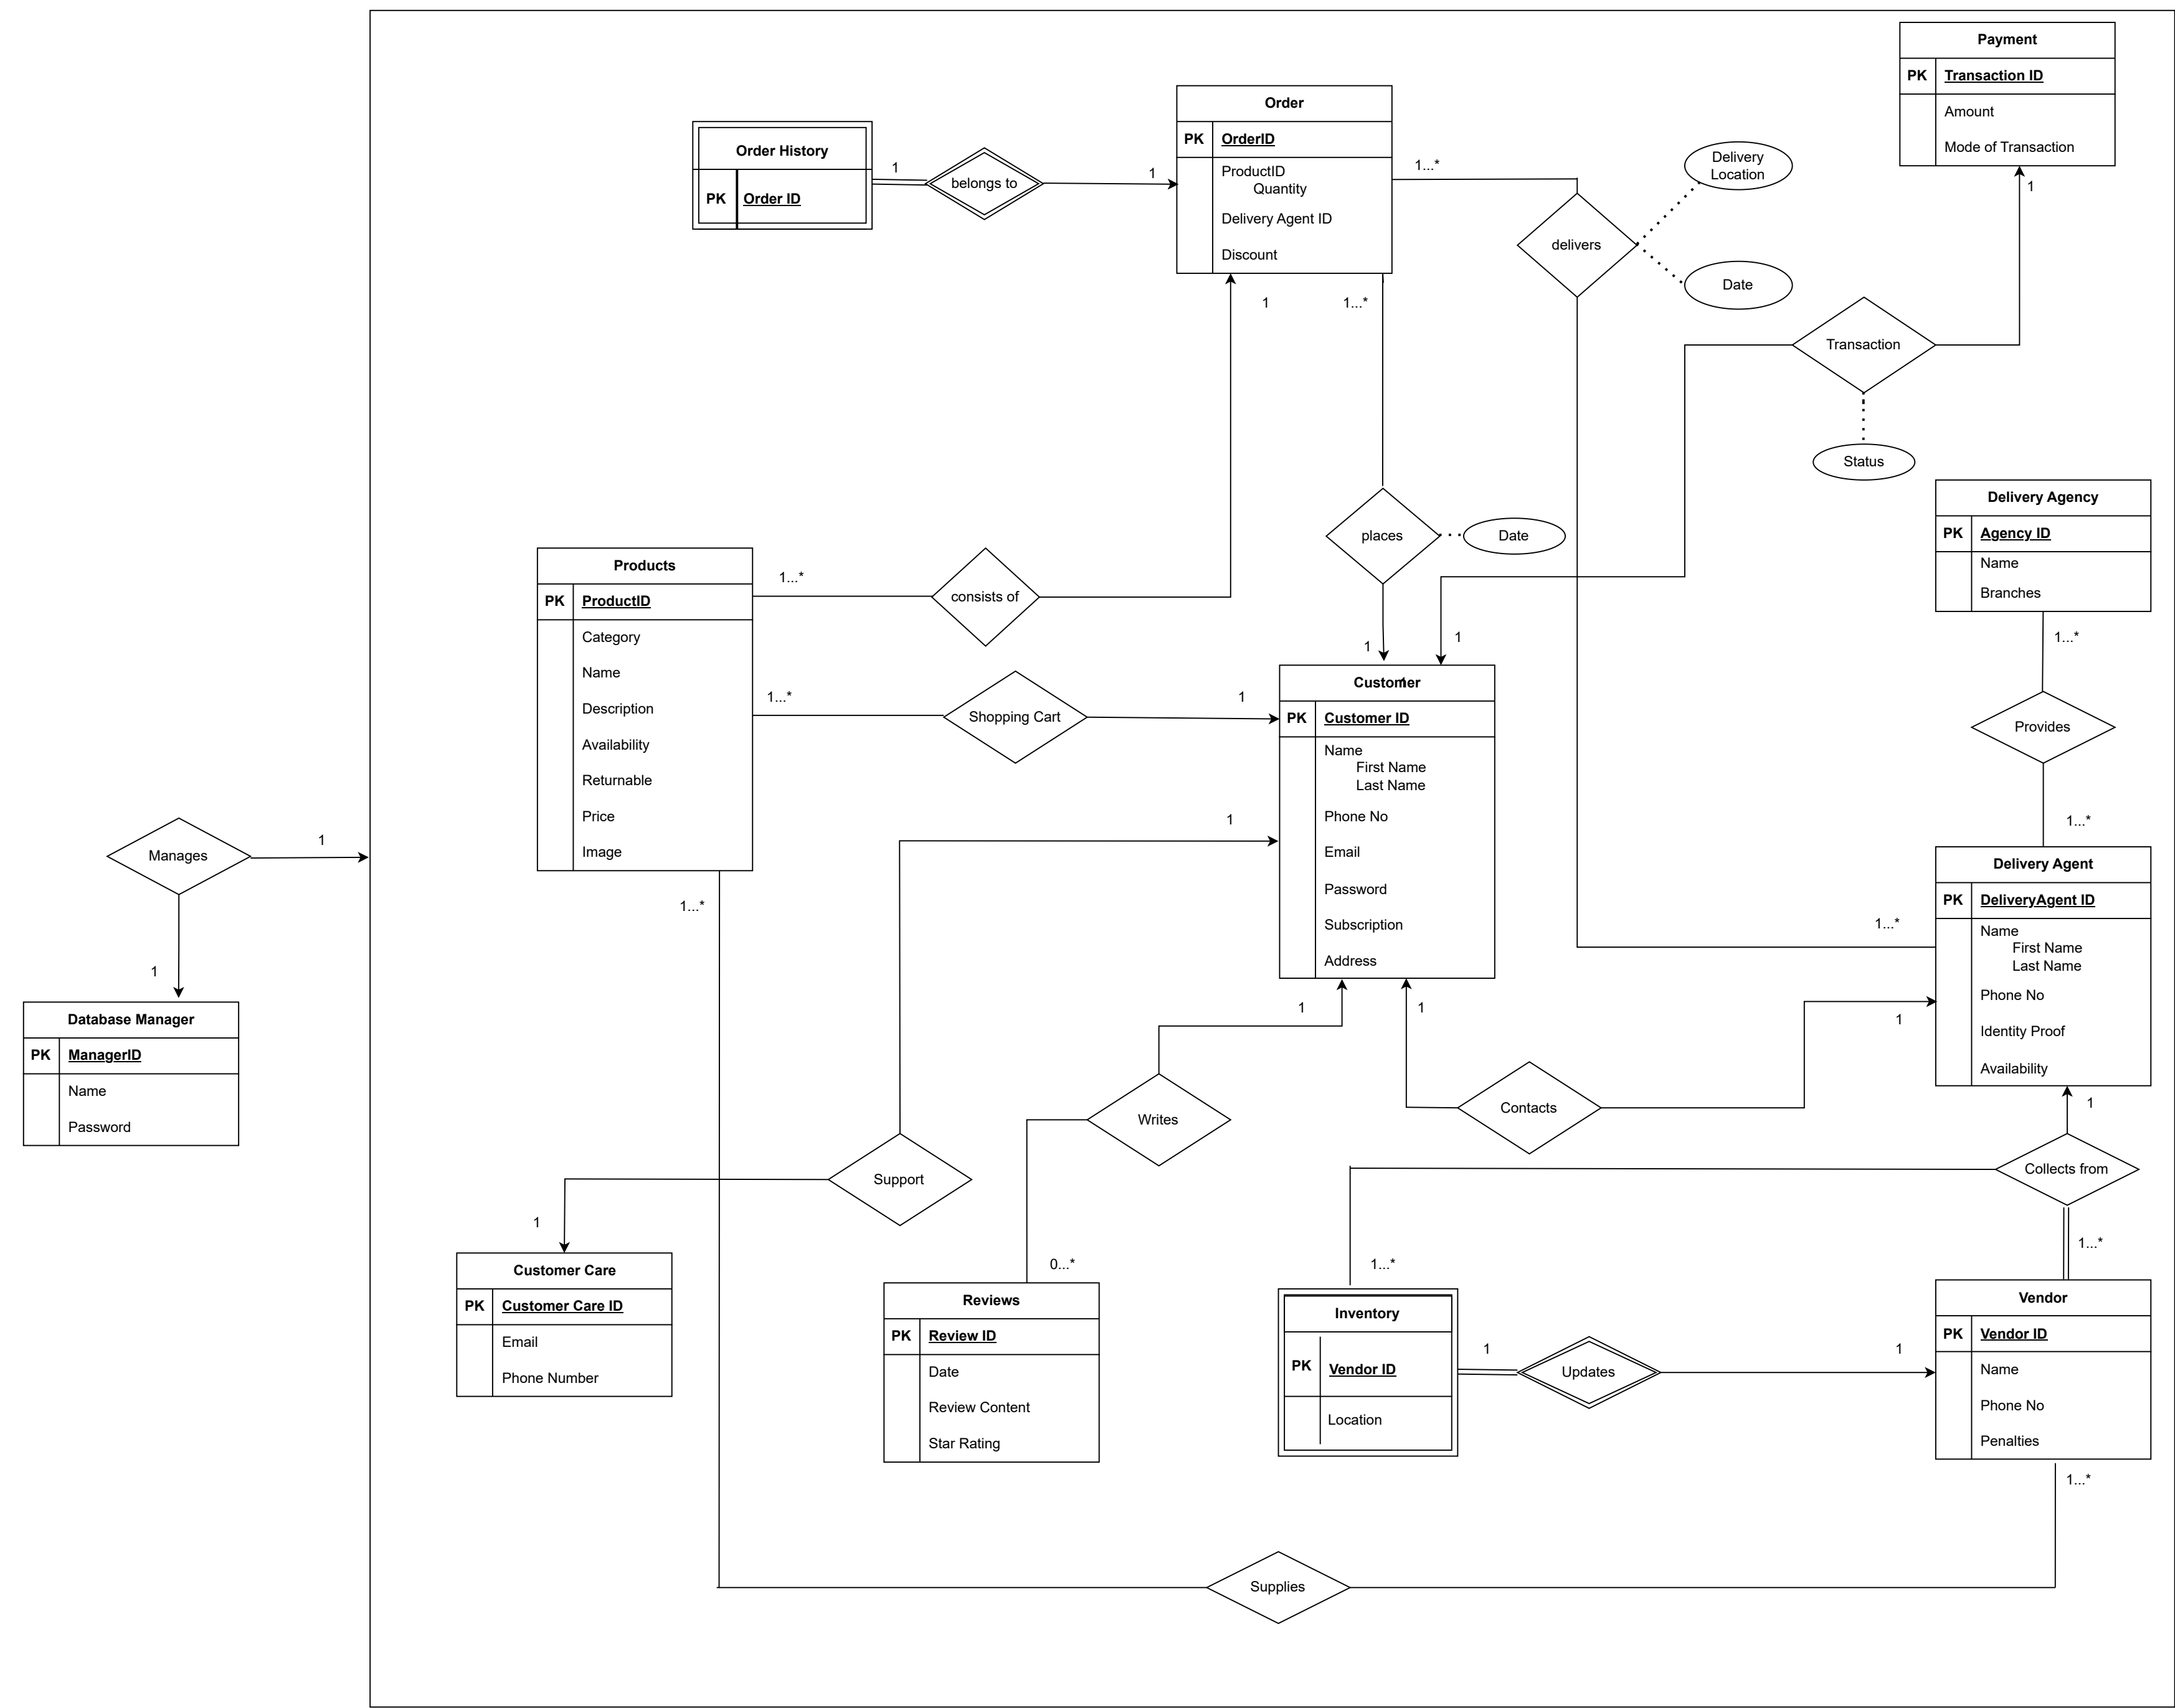 Payment
PK Transaction ID
Amount
Mode of Transaction
Order
PK OrderID
ProductID
Quantity
Delivery Agent ID
Discount
Order History
PK Order ID
1
belongs to
1
1...*
delivers
Delivery
Location
Date
1
Transaction
Status
1
1...*
places
Date
Delivery Agency
PK Agency ID
Name
Branches
1...*
Provides
1...*
Products
PK ProductID
Category
Name
Description
Availability
Returnable
Price
Image
1...*
consists of
1...*
Shopping Cart
1
1
1
Customer
PK Customer ID
Name
First Name
Last Name
Phone No
Email
Password
Subscription
Address
1
Manages
1
1
Database Manager
PK ManagerID
Name
Password
1...*
Delivery Agent
PK DeliveryAgent ID
Name
First Name
Last Name
Phone No
Identity Proof
Availability
1...*
1
1
1
Contacts
Writes
Support
1
Collects from
1...*
1
0...*
1...*
Customer Care
PK Customer Care ID
Email
Phone Number
Reviews
PK Review ID
Date
Review Content
Star Rating
Inventory
PK Vendor ID
Location
1
Updates
1
Vendor
PK Vendor ID
Name
Phone No
Penalties
1...*
Supplies